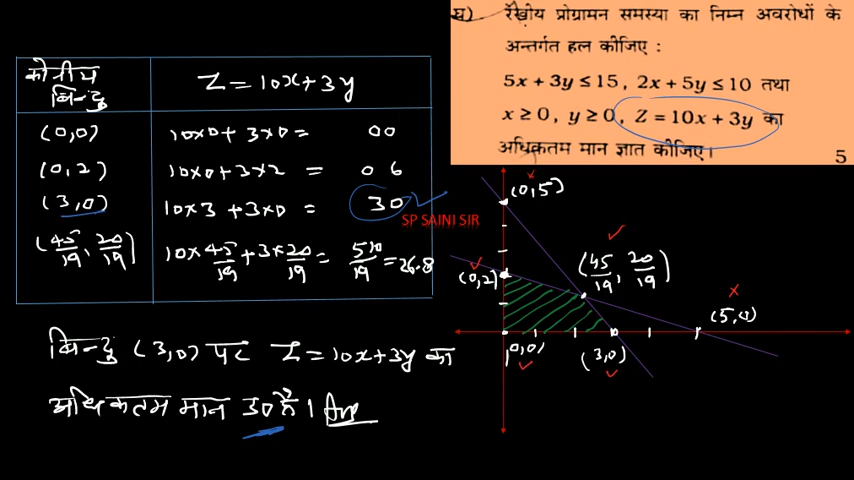 घ) रैखीय प्रोग्रामन समस्या का निम्न अवरोधों के
अन्तर्गत हल कीजिए :
5x + 3y ≤ 15, 2x + 5y ≤ 10 तथा
x ≥ 0, y ≥ 0, Z = 10x + 3y का
अधिकतम मान ज्ञात कीजिए।
5
कोनीय बिन्दु
Z = 10x + 3y
(0,0) 10×0 + 3×0 = 00
(0,2) 10×0 + 3×2 = 06
(3,0) 10×3 + 3×0 = 30
(45/19, 20/19) 10×45/19 + 3×20/19 = 510/19 = 26.8
SP SAINI SIR
(0,5)
(0,2)
(45/19, 20/19)
(5,0)
(0,0)
(3,0)
बिन्दु (3,0) पर Z = 10x + 3y का
अधिकतम मान 30 है। Ans